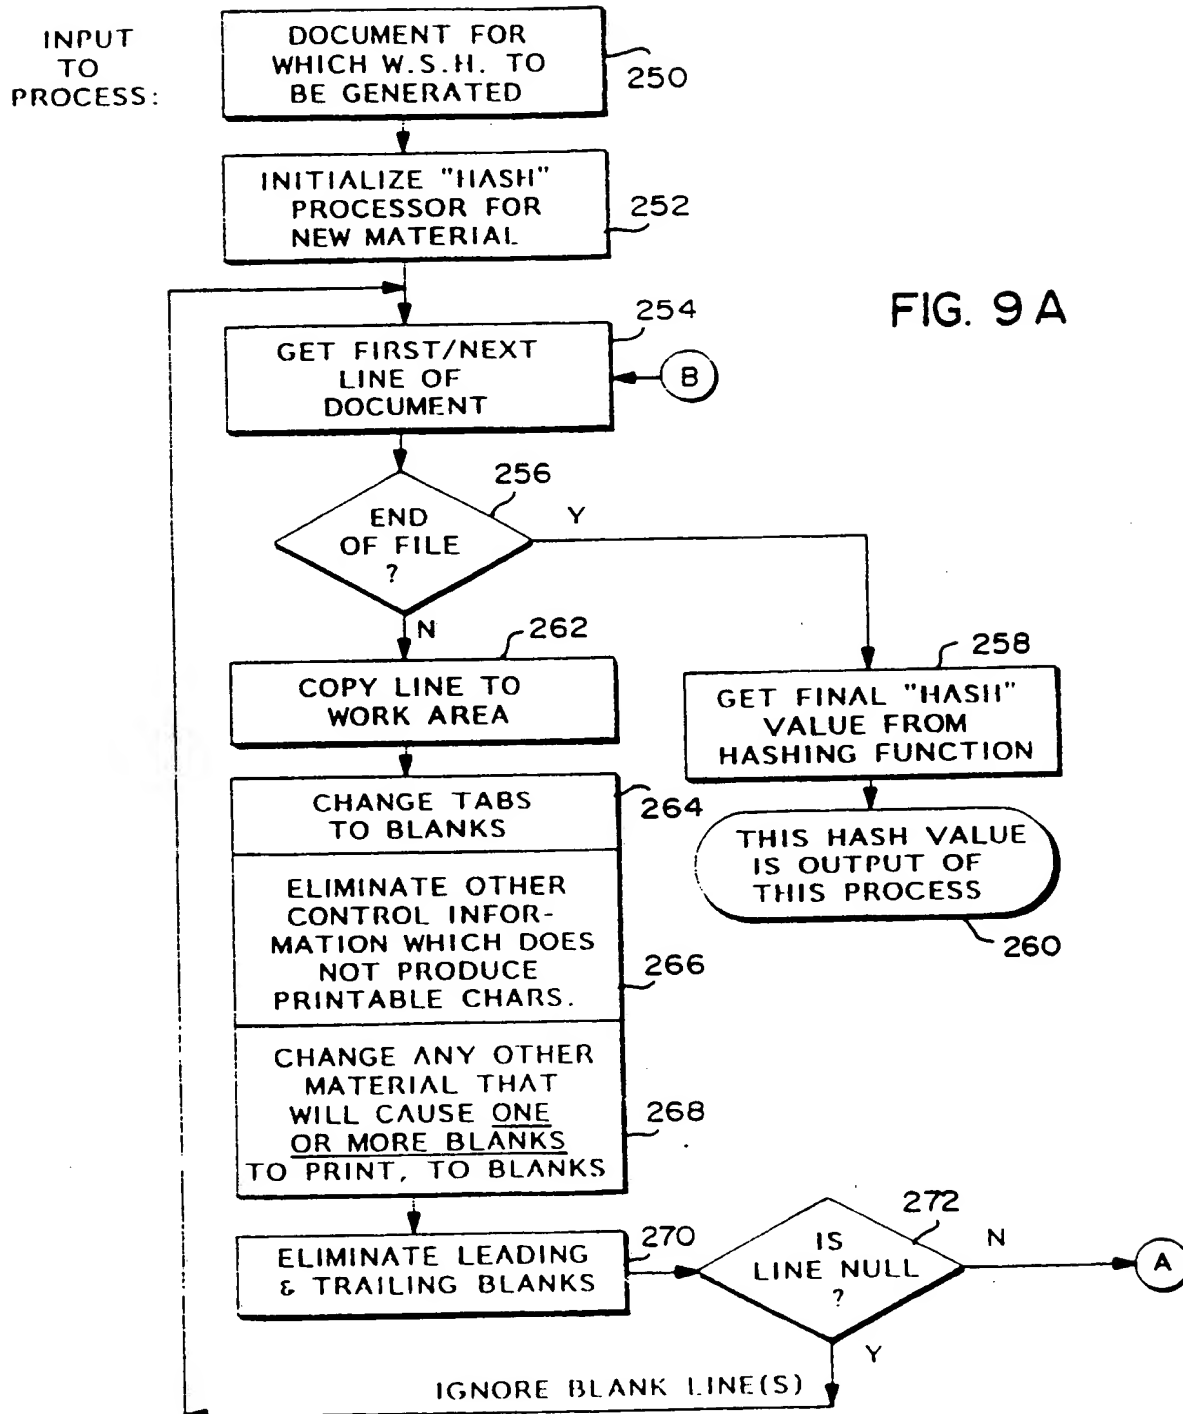 INPUT
TO
PROCESS:
DOCUMENT FOR
WHICH W.S.H. TO
BE GENERATED
250
INITIALIZE "HASH"
PROCESSOR FOR
NEW MATERIAL
252
FIG. 9A
254
GET FIRST/NEXT
LINE OF
DOCUMENT
B
256
END
OF FILE
?
Y
N
262
COPY LINE TO
WORK AREA
258
GET FINAL "HASH"
VALUE FROM
HASHING FUNCTION
CHANGE TABS
TO BLANKS
264
THIS HASH VALUE
IS OUTPUT OF
THIS PROCESS
260
ELIMINATE OTHER
CONTROL INFOR-
MATION WHICH DOES
NOT PRODUCE
PRINTABLE CHARS.
266
CHANGE ANY OTHER
MATERIAL THAT
WILL CAUSE ONE
OR MORE BLANKS
TO PRINT, TO BLANKS
268
ELIMINATE LEADING
& TRAILING BLANKS
270
272
IS
LINE NULL
?
N
A
Y
IGNORE BLANK LINE(S)